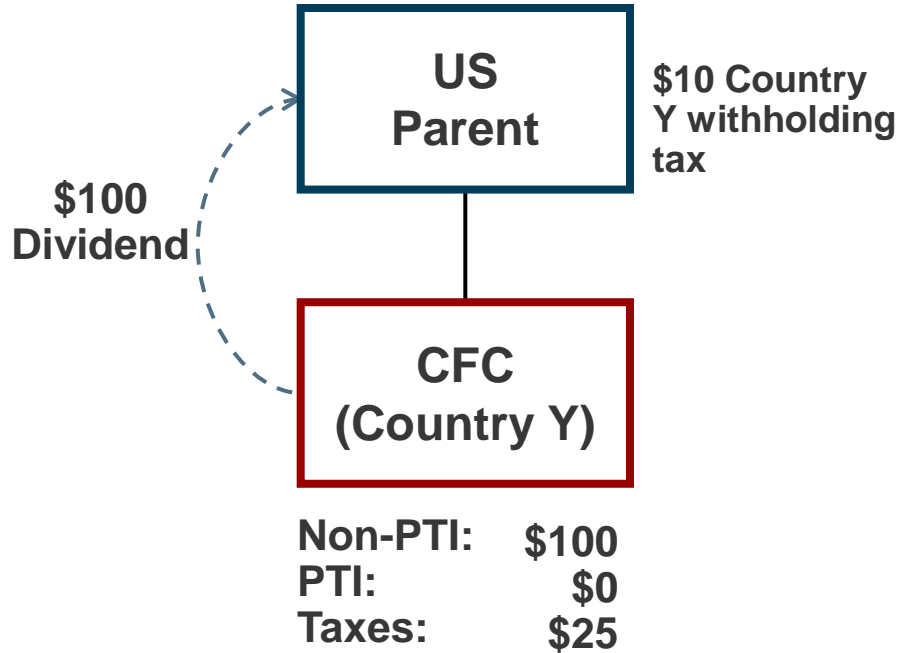 US
Parent
$10 Country
Y withholding
tax
$100
Dividend
CFC
(Country Y)
Non-PTI: $100
PTI: $0
Taxes: $25